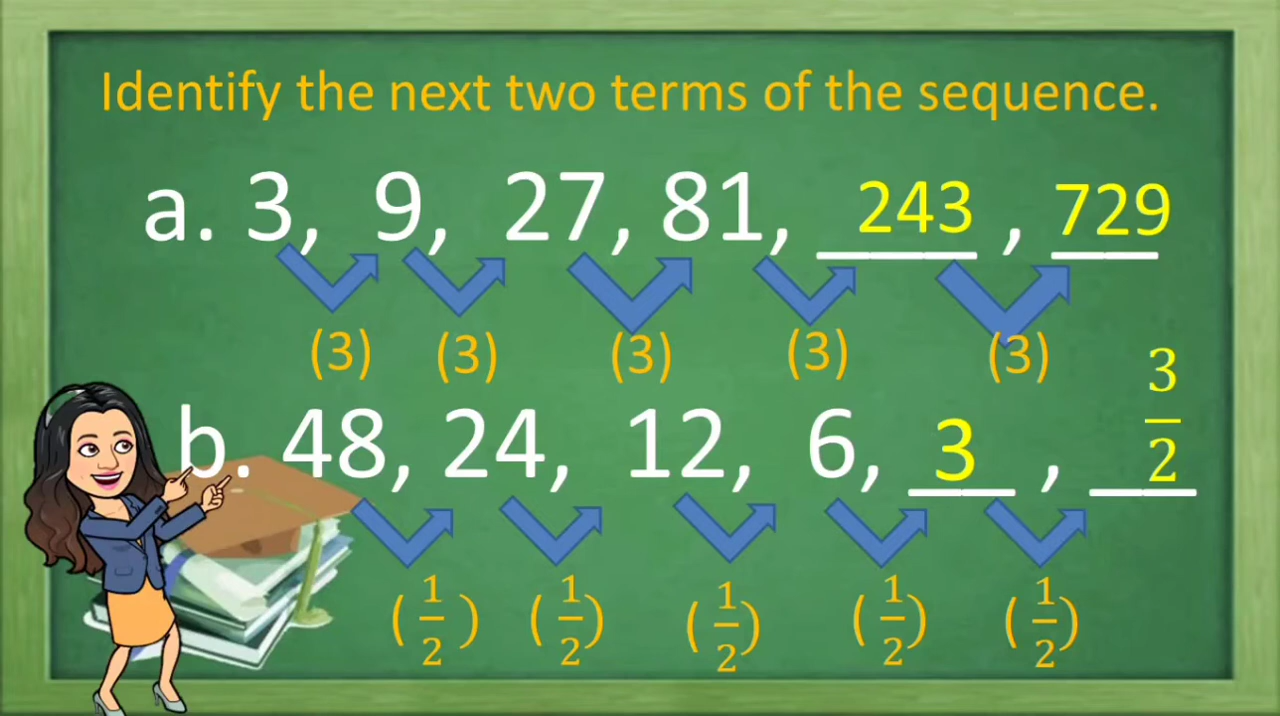 Identify the next two terms of the sequence.
a. 3, 9, 27, 81, 243 , 729
(3) (3) (3) (3) (3)
b. 48, 24, 12, 6, 3 , 3/2
(1/2) (1/2) (1/2) (1/2) (1/2)